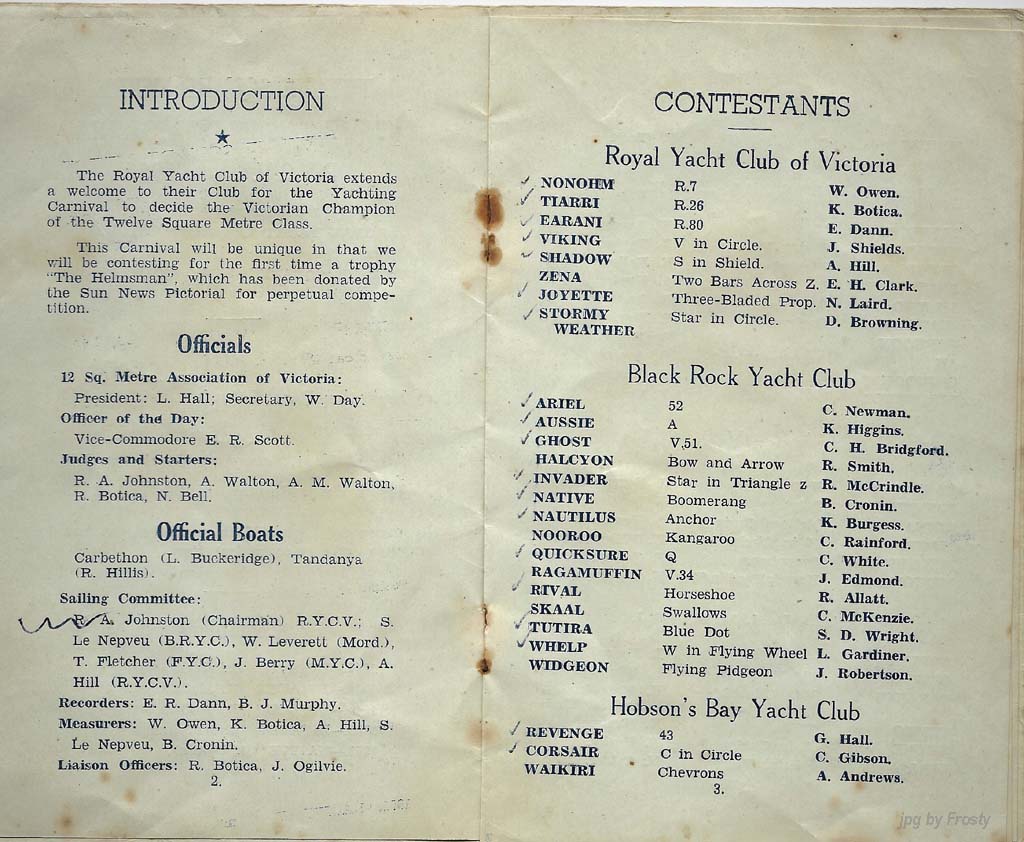 INTRODUCTION
The Royal Yacht Club of Victoria extends
a welcome to their Club for the Yachting
Carnival to decide the Victorian Champion
of the Twelve Square Metre Class.
This Carnival will be unique in that we
will be contesting for the first time a trophy
"The Helmsman", which has been donated by
the Sun News Pictorial for perpetual compe-
tition.
Officials
12 Sq. Metre Association of Victoria:
President: L. Hall; Secretary, W. Day.
Officer of the Day:
Vice-Commodore E. R. Scott.
Judges and Starters:
R. A. Johnston, A. Walton, A. M. Walton,
R. Botica, N. Bell.
Official Boats
Carbethon (L. Buckeridge), Tandanya
(R. Hillis).
Sailing Committee:
R. A. Johnston (Chairman) R.Y.C.V.; S.
Le Nepveu (B.R.Y.C.), W. Leverett (Mord.),
T. Fletcher (F.Y.C.), J. Berry (M.Y.C.), A.
Hill (R.Y.C.V.).
Recorders: E. R. Dann, B. J. Murphy.
Measurers: W. Owen, K. Botica, A. Hill, S.
Le Nepveu, B. Cronin.
Liaison Officers: R. Botica, J. Ogilvie.
2.
CONTESTANTS
Royal Yacht Club of Victoria
NONOHM R.7 W. Owen.
TIARRI R.26 K. Botica.
EARANI R.80 E. Dann.
VIKING V in Circle. J. Shields.
SHADOW S in Shield. A. Hill.
ZENA Two Bars Across Z. E. H. Clark.
JOYETTE Three-Bladed Prop. N. Laird.
STORMY Star in Circle. D. Browning.
WEATHER
Black Rock Yacht Club
ARIEL 52 C. Newman.
AUSSIE A K. Higgins.
GHOST V.51. C. H. Bridgford.
HALCYON Bow and Arrow R. Smith.
INVADER Star in Triangle z R. McCrindle.
NATIVE Boomerang B. Cronin.
NAUTILUS Anchor K. Burgess.
NOOROO Kangaroo C. Rainford.
QUICKSURE Q C. White.
RAGAMUFFIN V.34 J. Edmond.
RIVAL Horseshoe R. Allatt.
SKAAL Swallows C. McKenzie.
TUTIRA Blue Dot S. D. Wright.
WHELP W in Flying Wheel L. Gardiner.
WIDGEON Flying Pidgeon J. Robertson.
Hobson's Bay Yacht Club
REVENGE 43 G. Hall.
CORSAIR C in Circle C. Gibson.
WAIKIRI Chevrons A. Andrews.
3.
jpg by Frosty